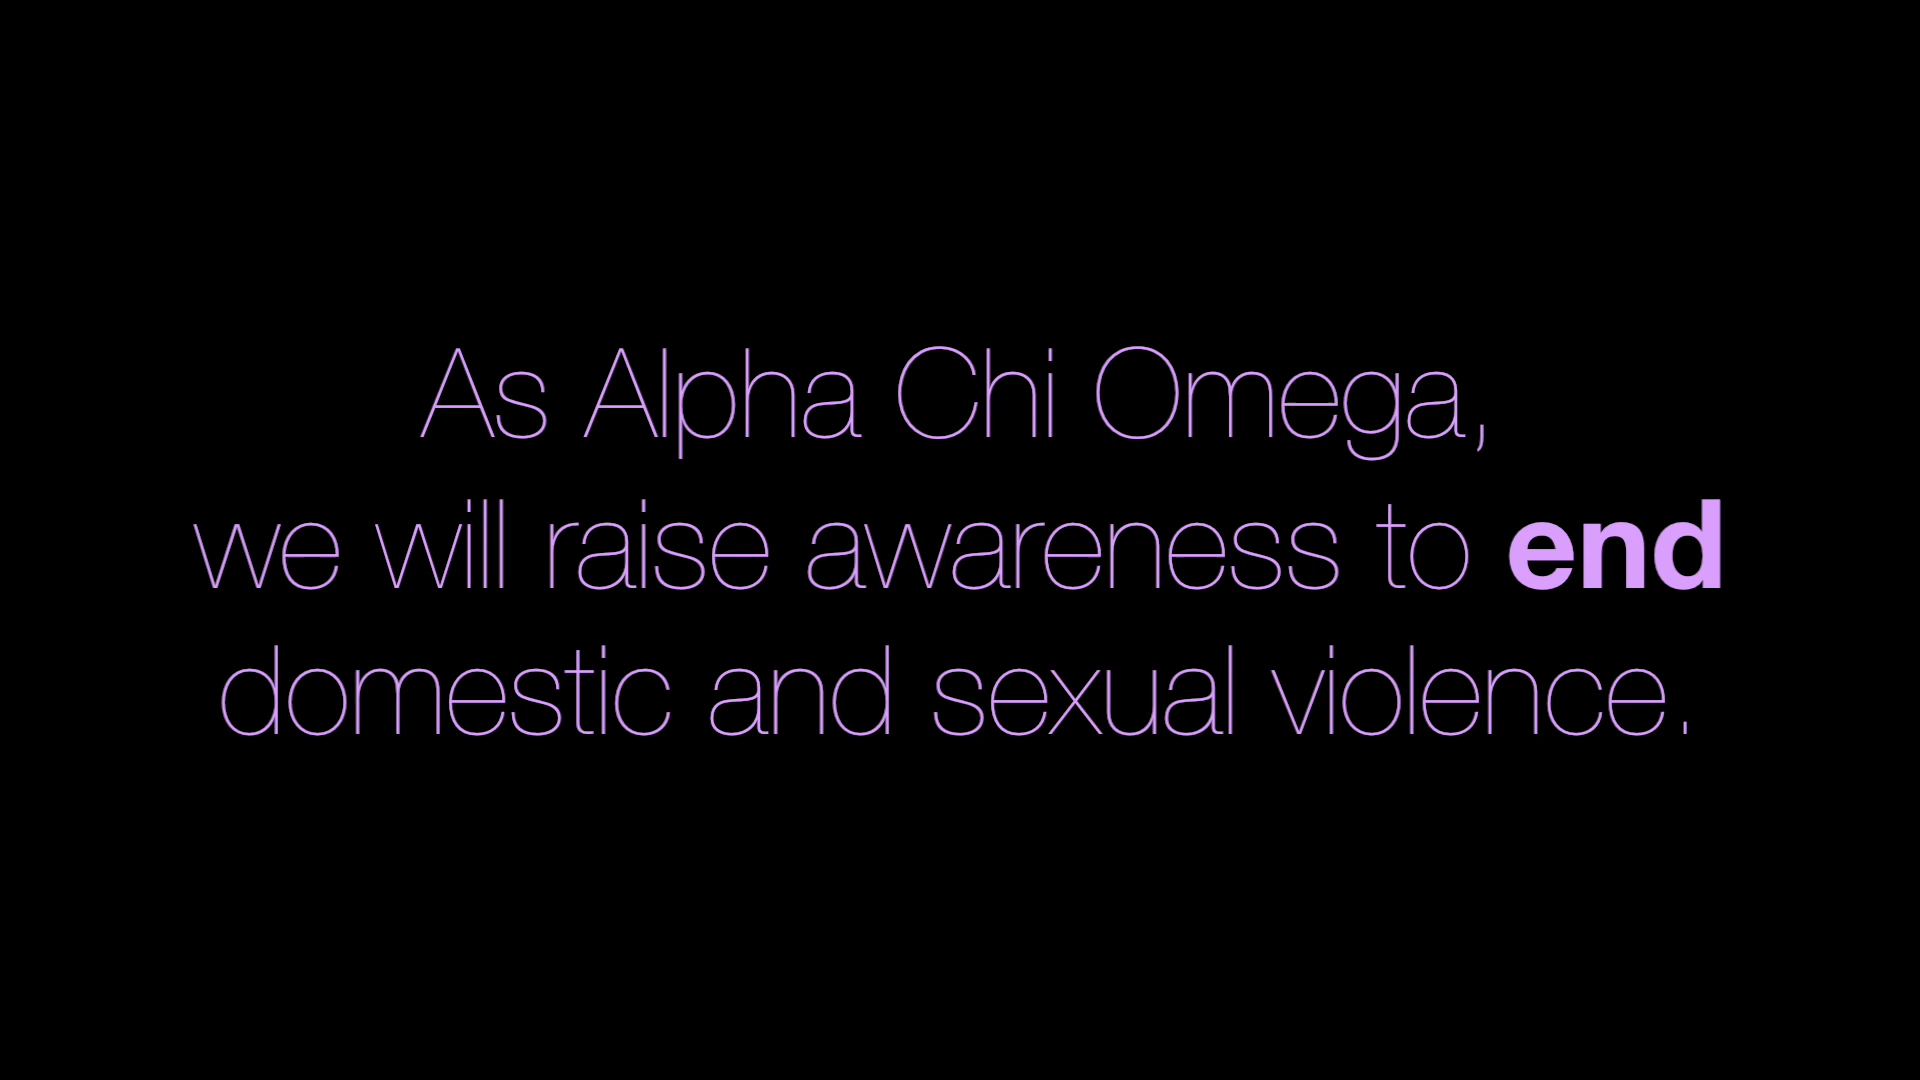 As Alpha Chi Omega,
we will raise awareness to end
domestic and sexual violence.